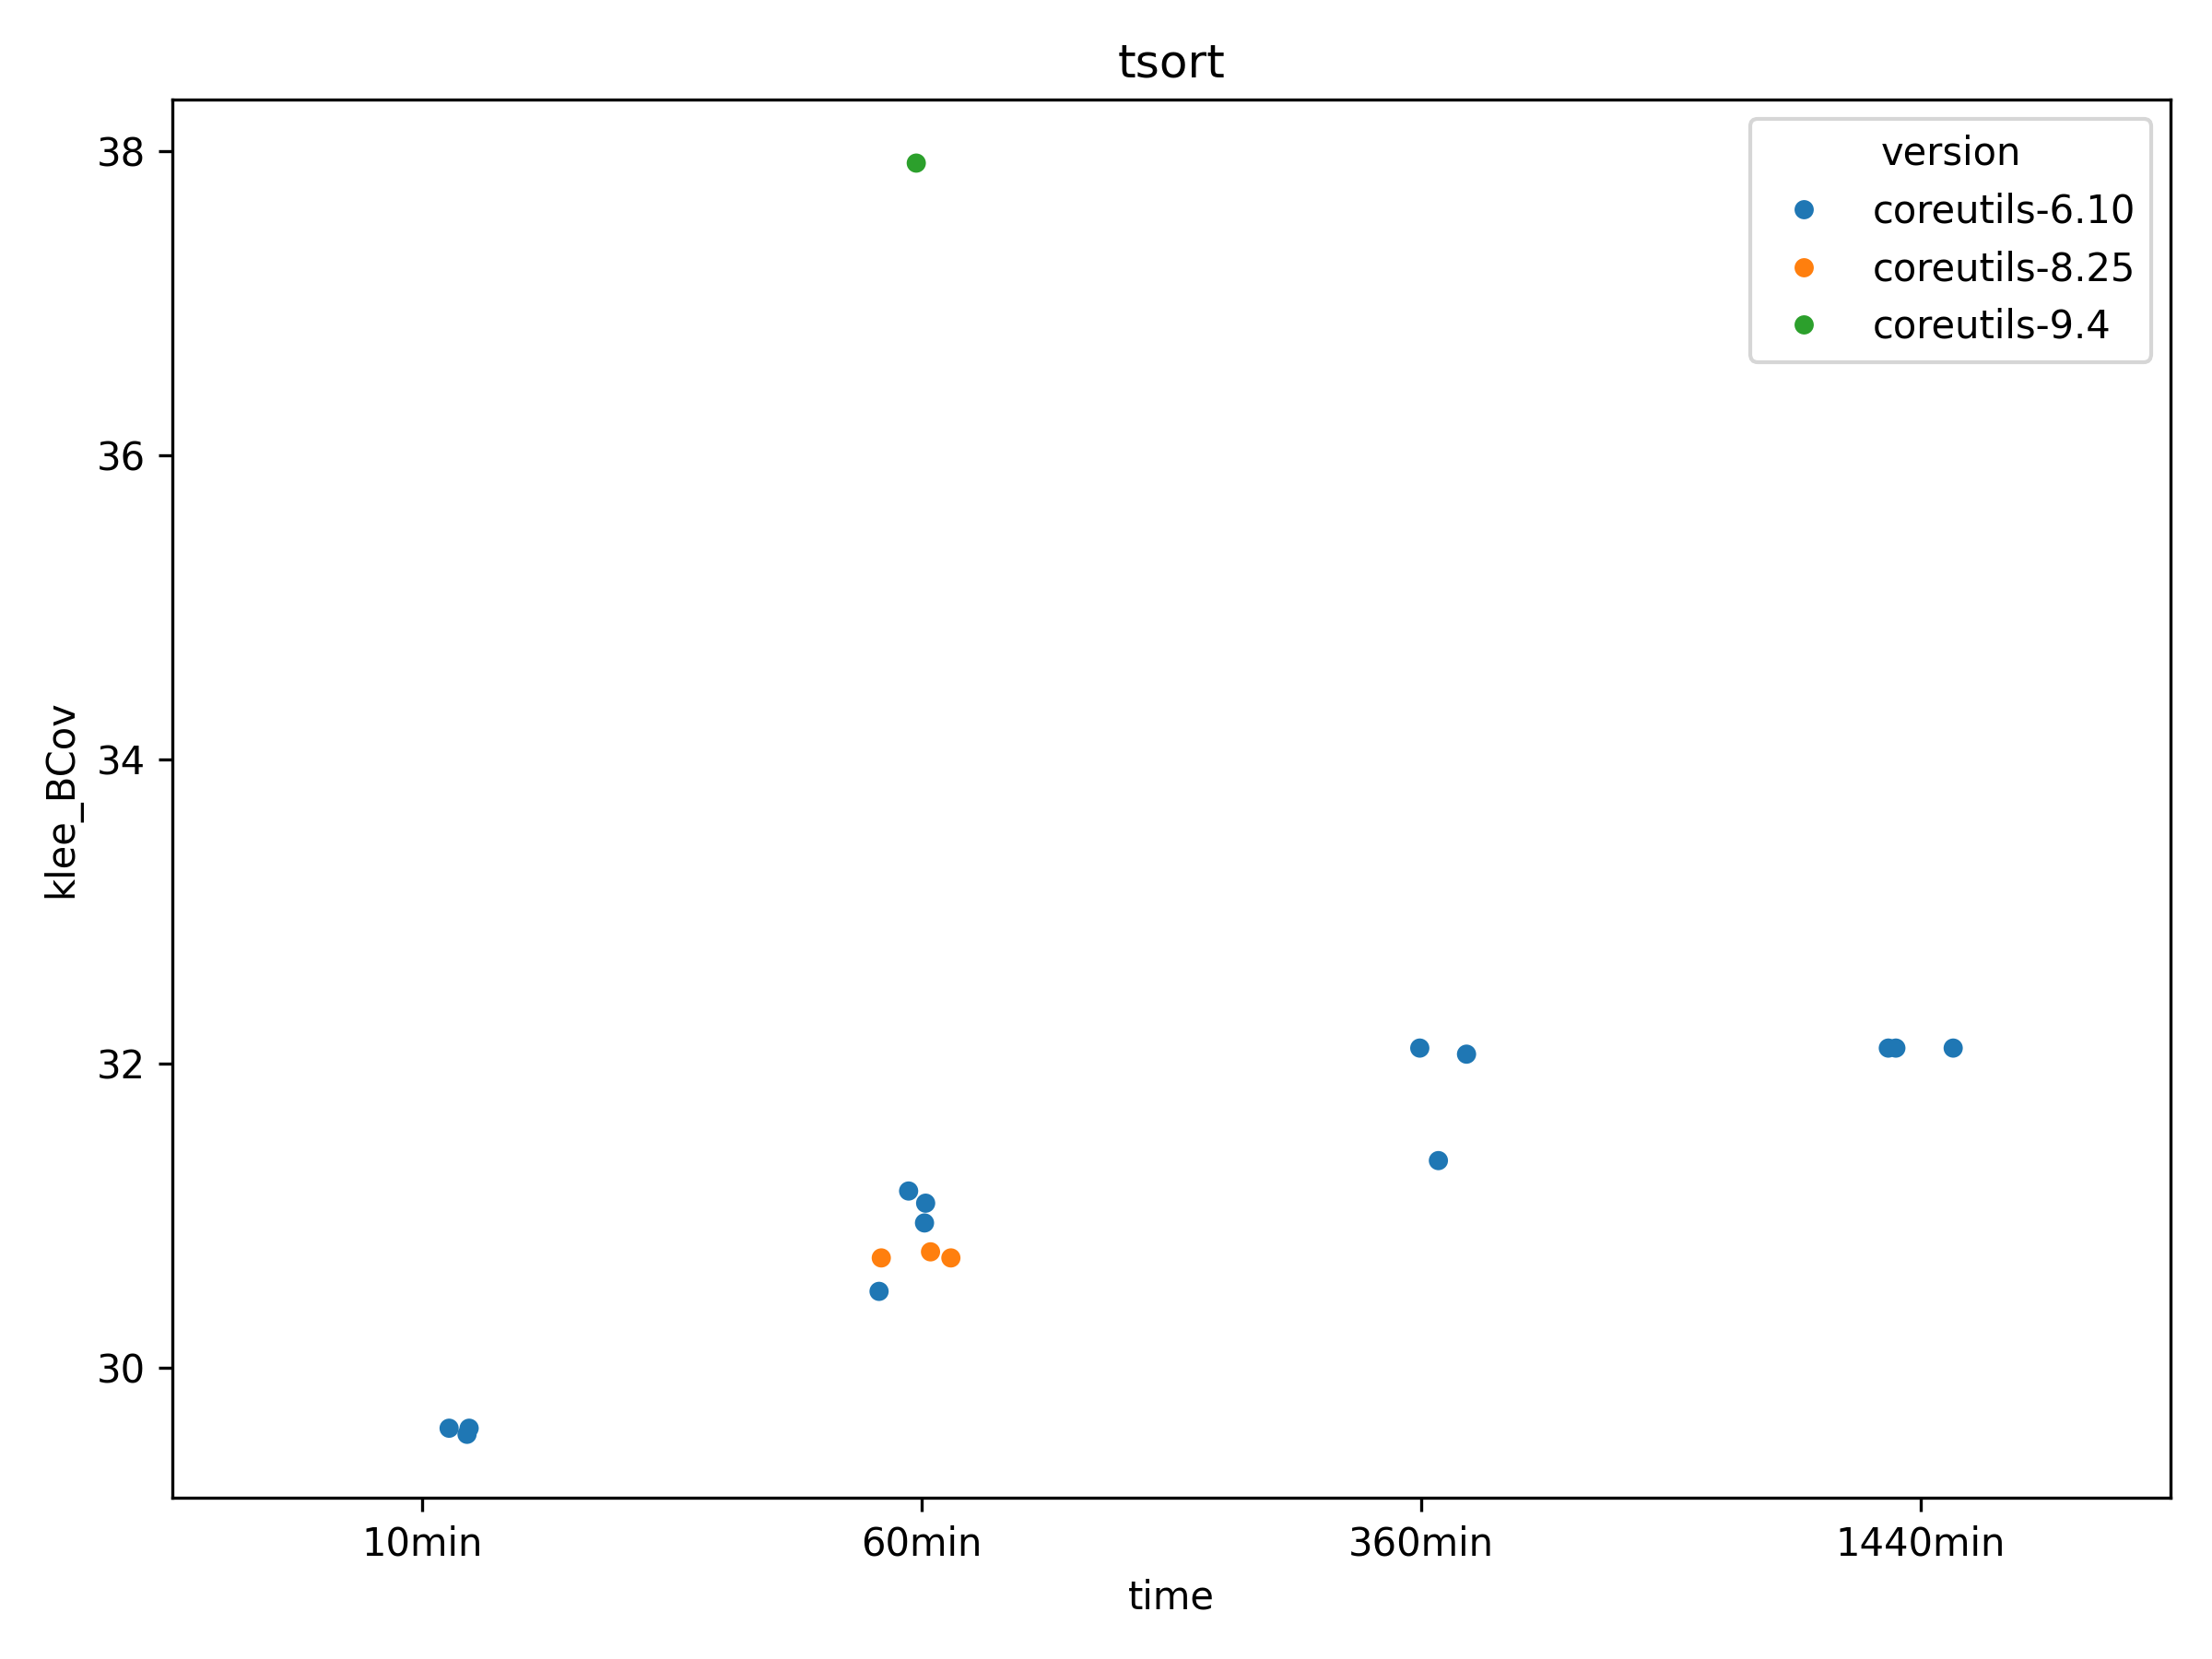 tsort
version
coreutils-6.10
coreutils-8.25
coreutils-9.4
klee_BCov
38
36
34
32
30
10min 60min 360min 1440min
time